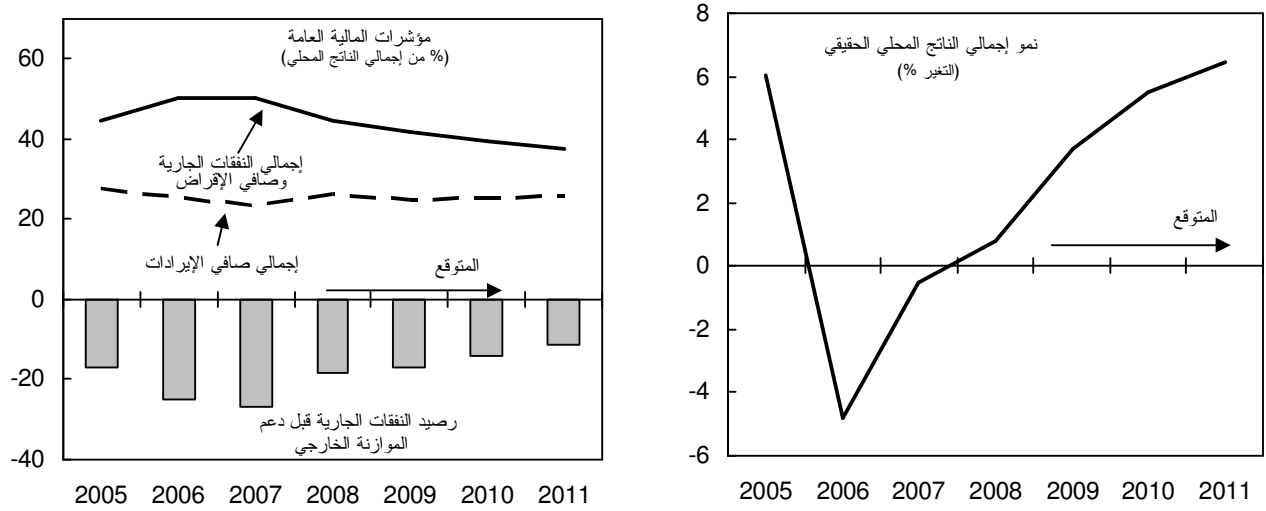 مؤشرات المالية العامة
(% من إجمالي الناتج المحلي)
60
40
20
0
-20
-40
إجمالي النفقات الجارية
وصافي الإقراض
إجمالي صافي الإيرادات
المتوقع
رصيد النفقات الجارية قبل دعم
الموازنة الخارجي
2005 2006 2007 2008 2009 2010 2011
نمو إجمالي الناتج المحلي الحقيقي
(التغير %)
8
6
4
2
0
-2
-4
-6
المتوقع
2005 2006 2007 2008 2009 2010 2011